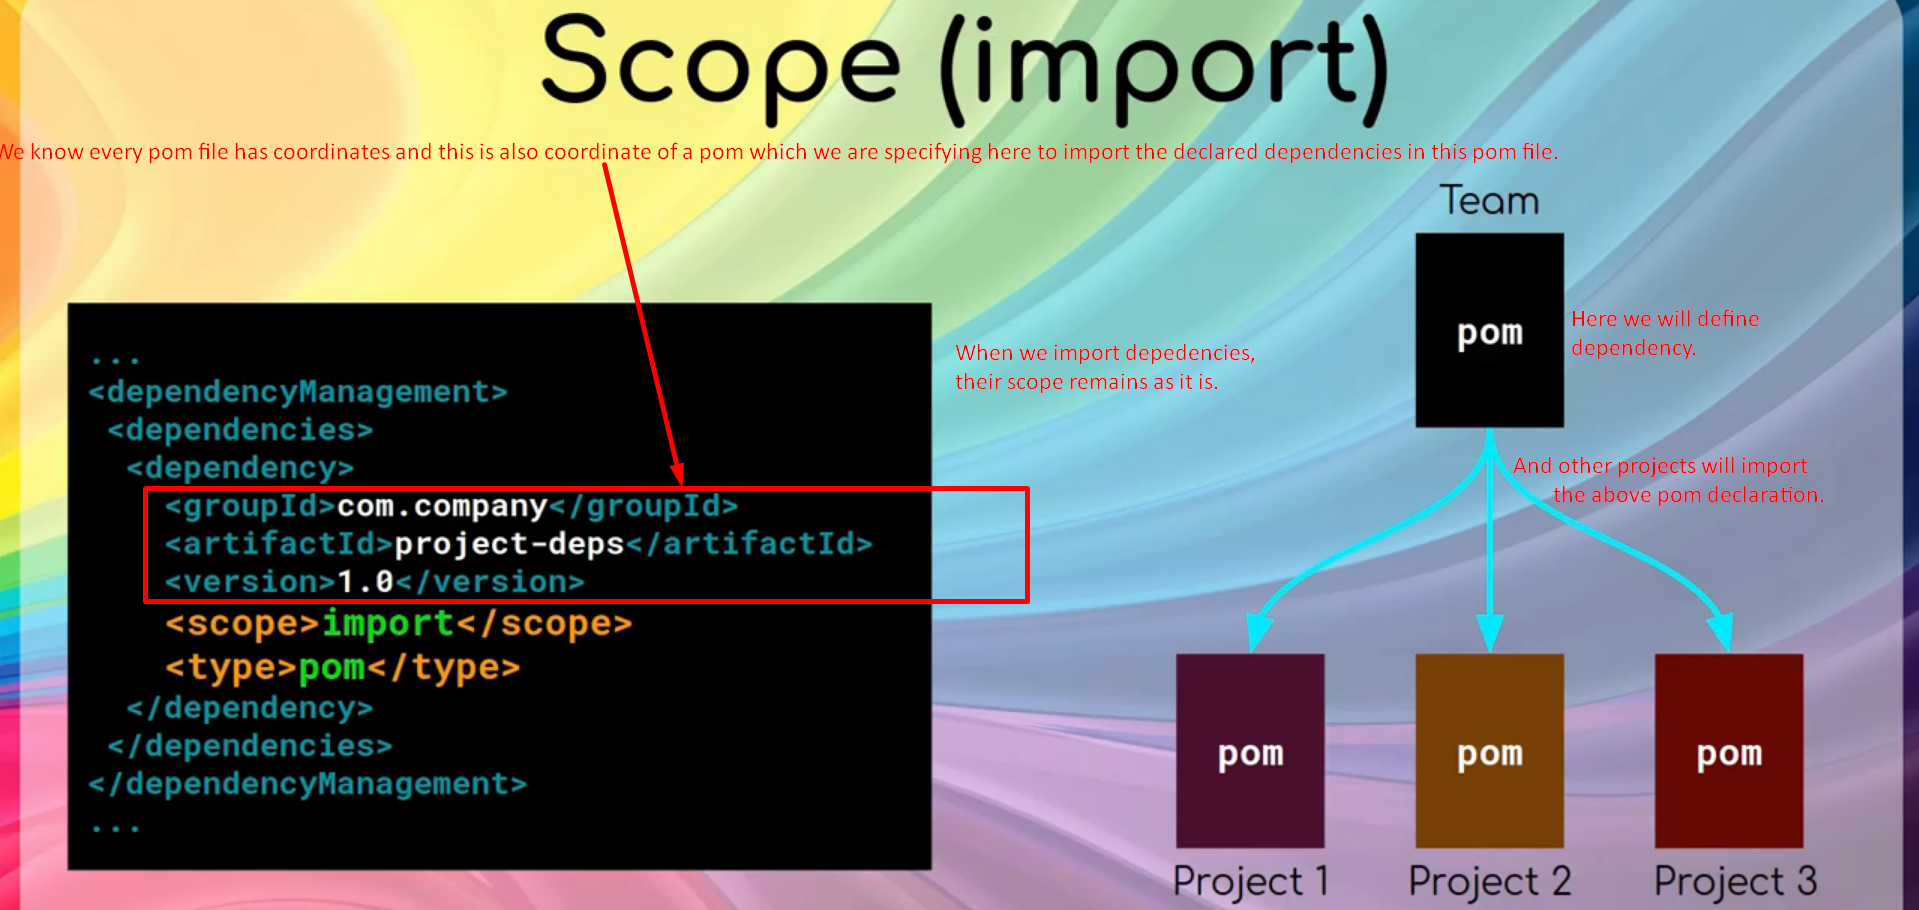 Scope (import)
We know every pom file has coordinates and this is also coordinate of a pom which we are specifying here to import the declared dependencies in this pom file.
...
<dependencyManagement>
<dependencies>
<dependency>
<groupId>com.company</groupId>
<artifactId>project-deps</artifactId>
<version>1.0</version>
<scope>import</scope>
<type>pom</type>
</dependency>
</dependencies>
</dependencyManagement>
...
When we import depedencies,
their scope remains as it is.
Team
pom
Here we will define
dependency.
And other projects will import
the above pom declaration.
pom
pom
pom
Project 1
Project 2
Project 3